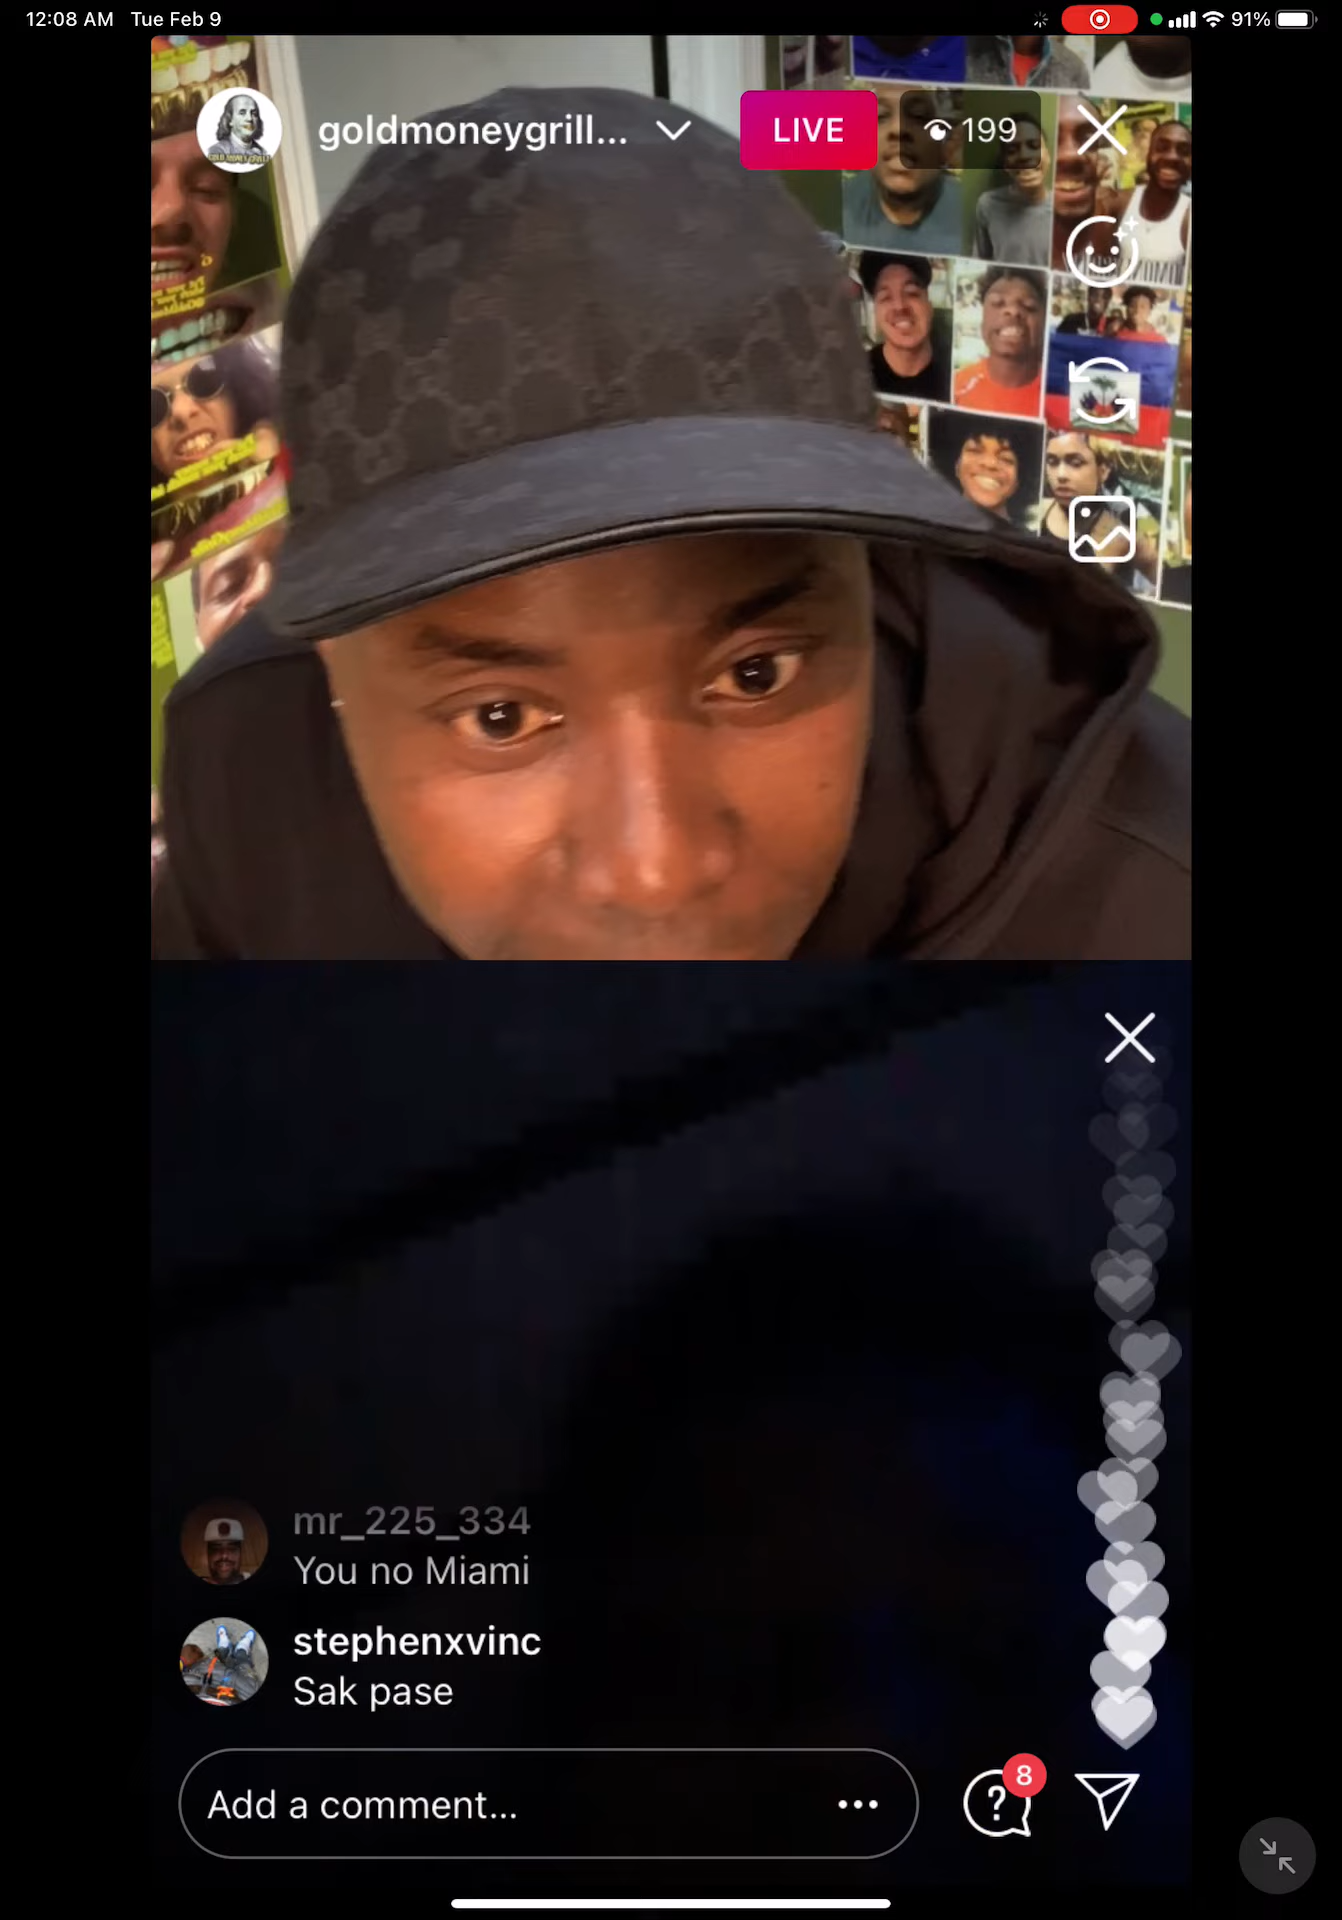 12:08 AM Tue Feb 9
91%
goldmoneygrill...
LIVE
199
mr_225_334
You no Miami
stephenxvinc
Sak pase
Add a comment...
8